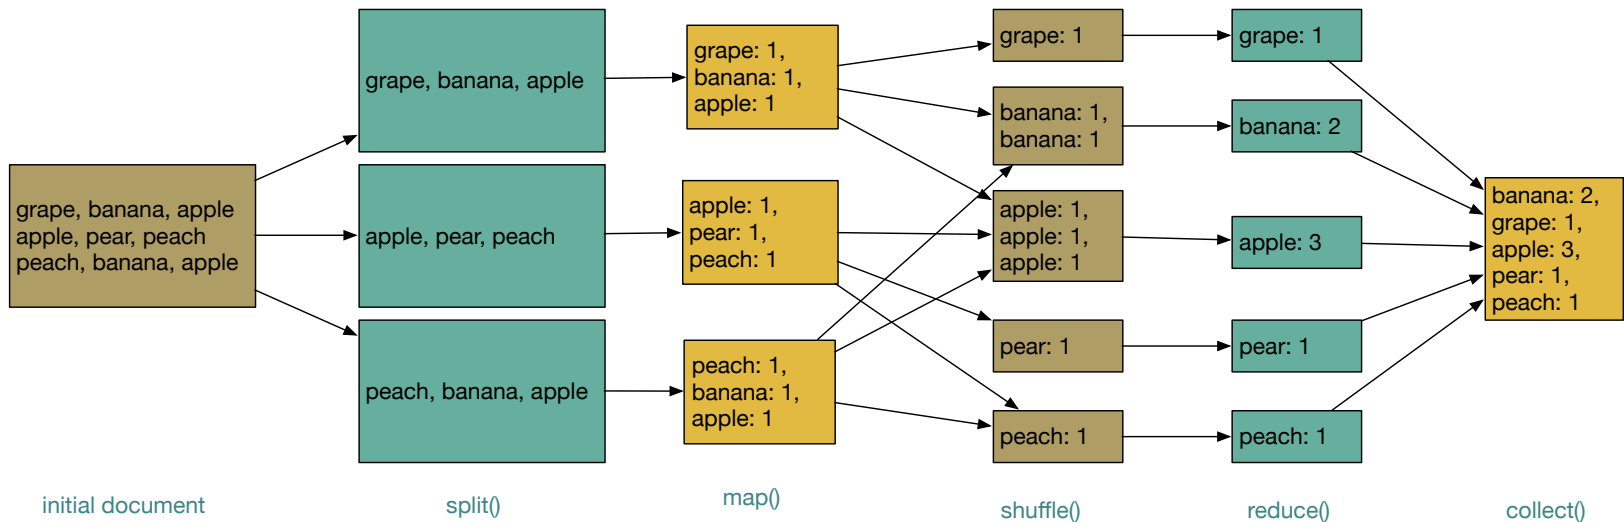 grape, banana, apple
apple, pear, peach
peach, banana, apple
initial document
grape, banana, apple
apple, pear, peach
peach, banana, apple
split()
grape: 1,
banana: 1,
apple: 1
apple: 1,
pear: 1,
peach: 1
peach: 1,
banana: 1,
apple: 1
map()
grape: 1
banana: 1,
banana: 1
apple: 1,
apple: 1,
apple: 1
pear: 1
peach: 1
shuffle()
grape: 1
banana: 2
apple: 3
pear: 1
peach: 1
reduce()
banana: 2,
grape: 1,
apple: 3,
pear: 1,
peach: 1
collect()